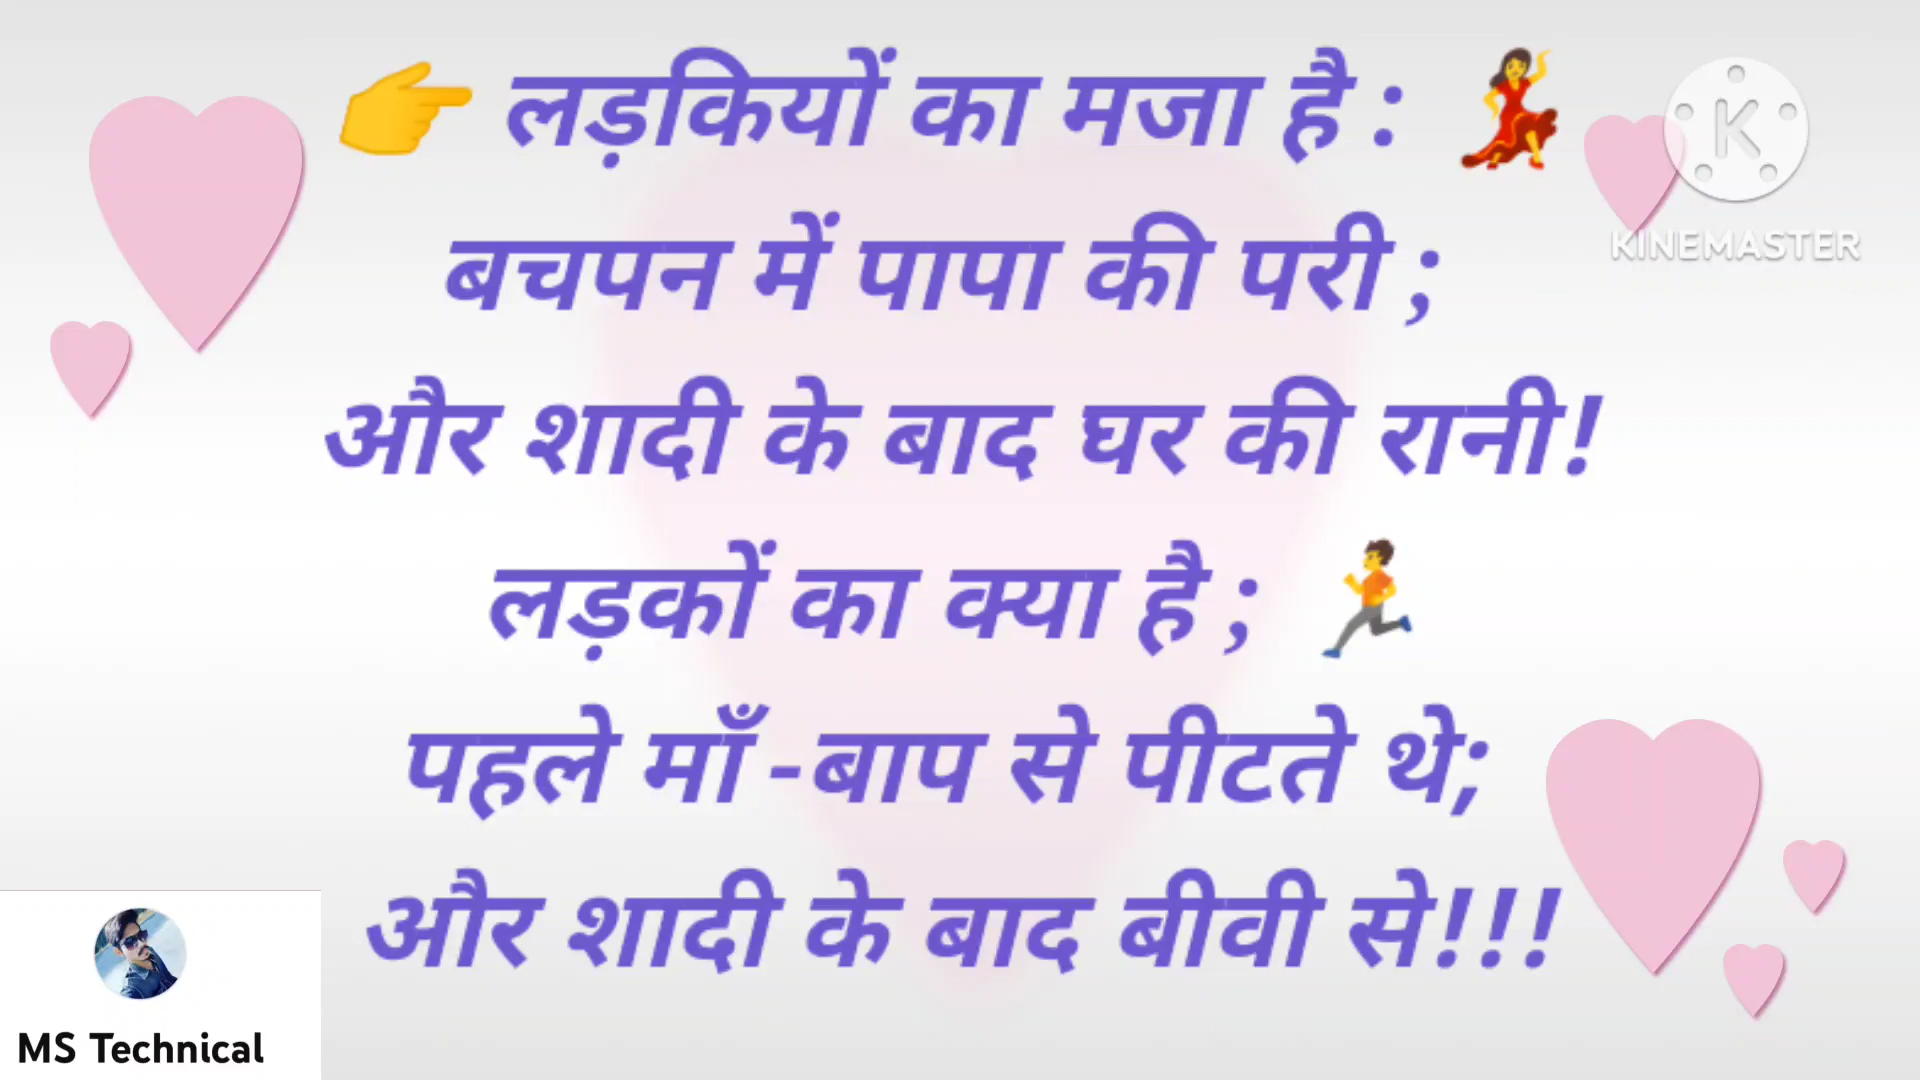 👉 लड़कियों का मजा है : 💃
बचपन में पापा की परी ;
और शादी के बाद घर की रानी!
लड़कों का क्या है ; 🏃
पहले माँ -बाप से पीटते थे;
और शादी के बाद बीवी से!!!
K
KINEMASTER
MS Technical